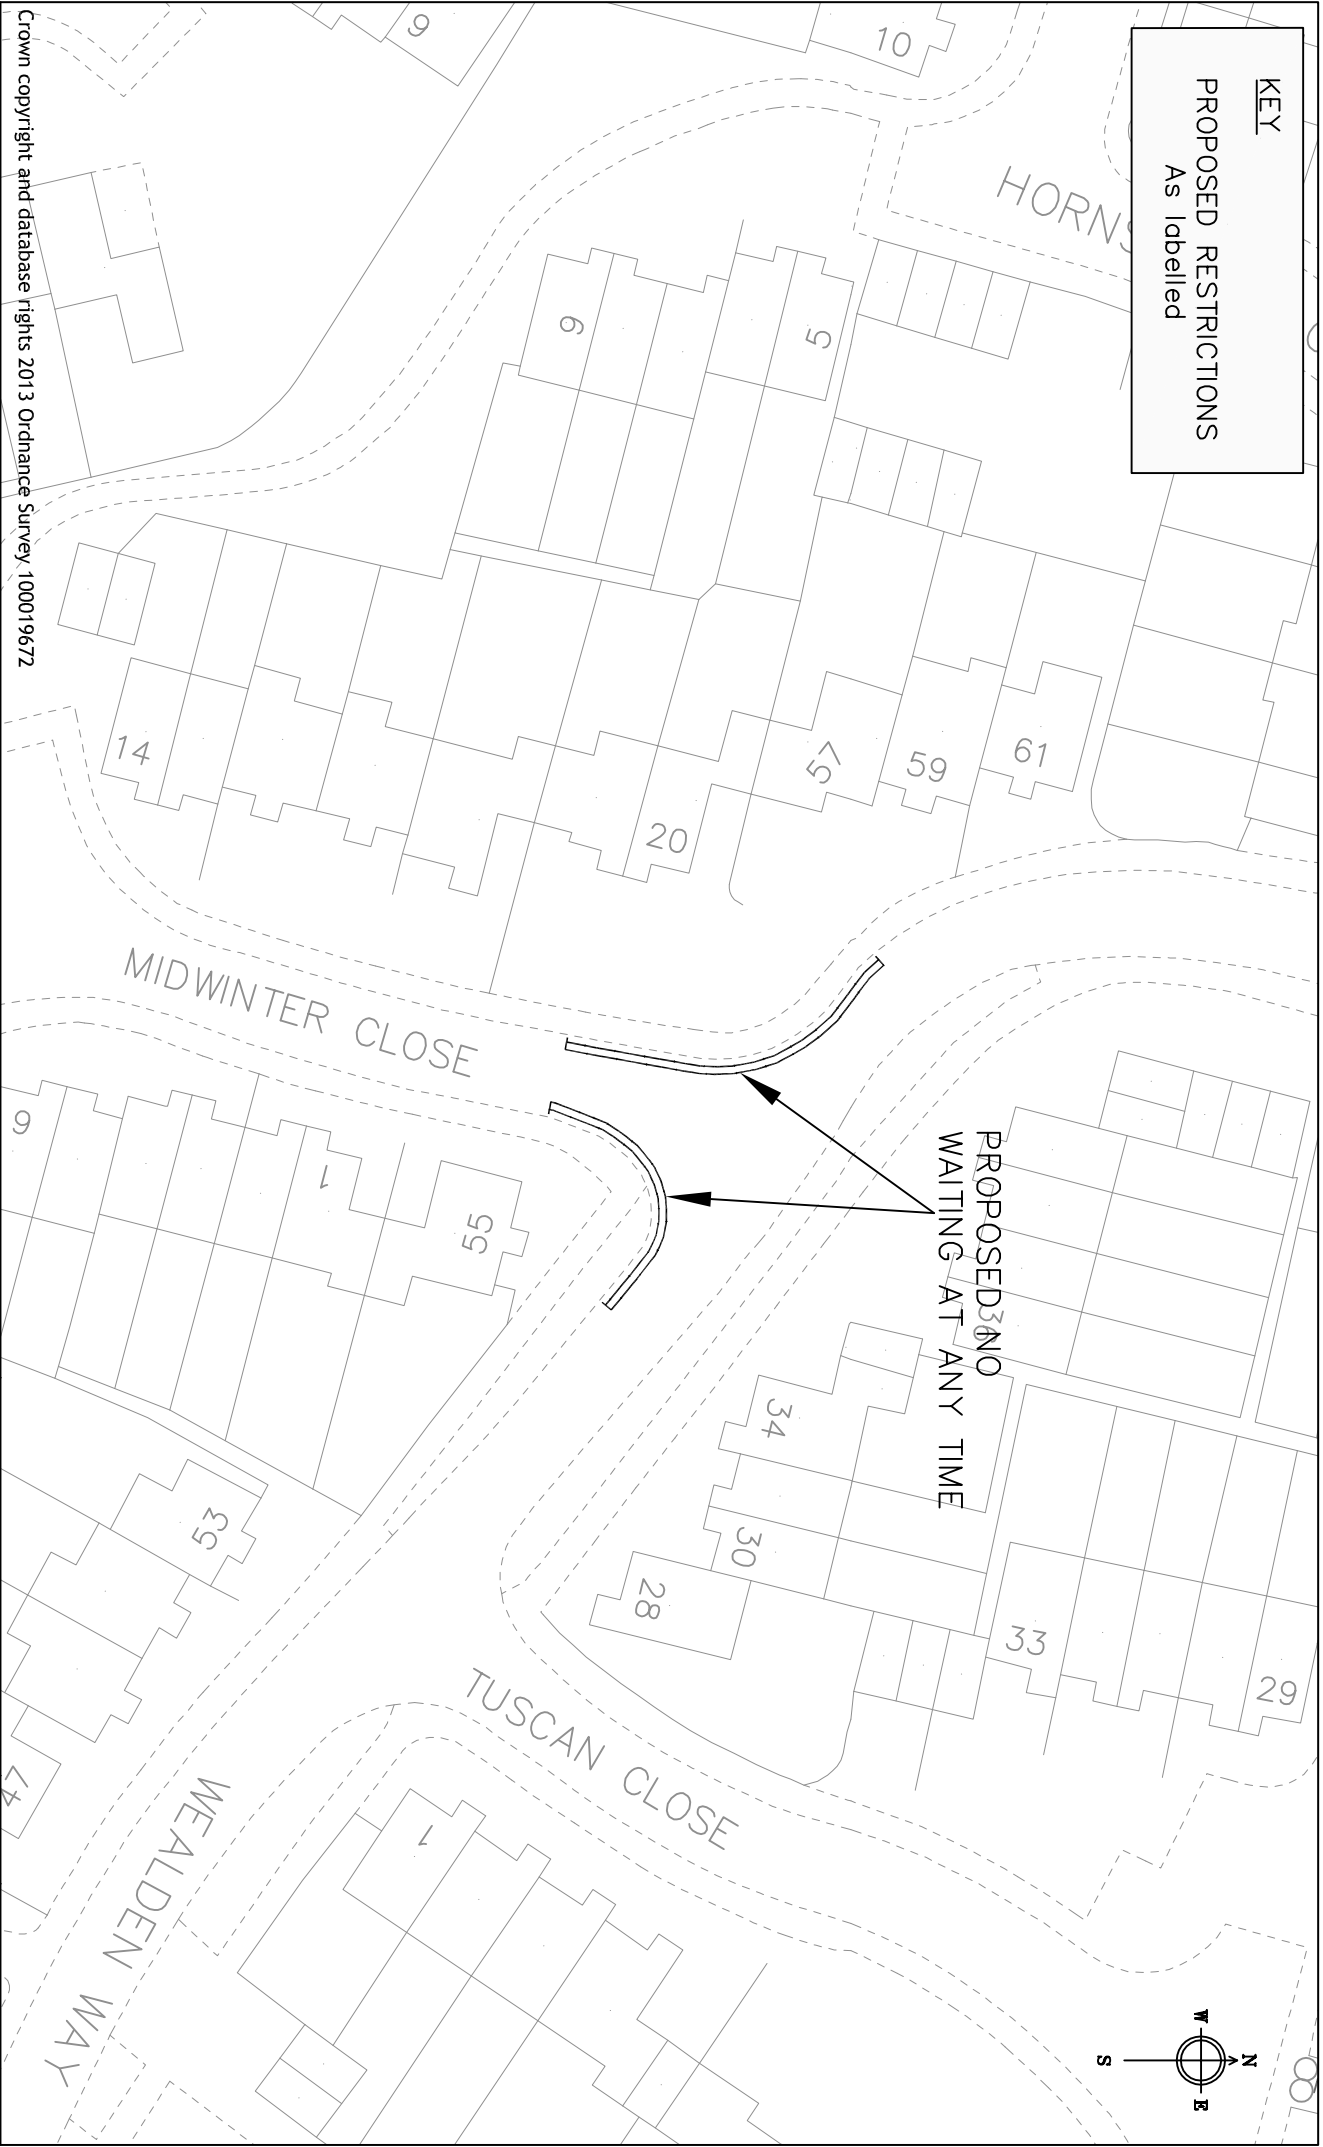 KEY
PROPOSED RESTRICTIONS
As labelled
HORNS
PROPOSED NO
WAITING AT ANY TIME
MIDWINTER CLOSE
TUSCAN CLOSE
WEALDEN WAY
N
W
E
S
9
10
9
5
57
59
61
14
20
36
34
30
28
33
29
9
1
55
53
47
1
8
Crown copyright and database rights 2013 Ordnance Survey 100019672